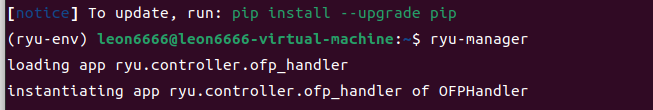 [notice] To update, run: pip install --upgrade pip
(ryu-env) leon6666@leon6666-virtual-machine:~$ ryu-manager
loading app ryu.controller.ofp_handler
instantiating app ryu.controller.ofp_handler of OFPHandler